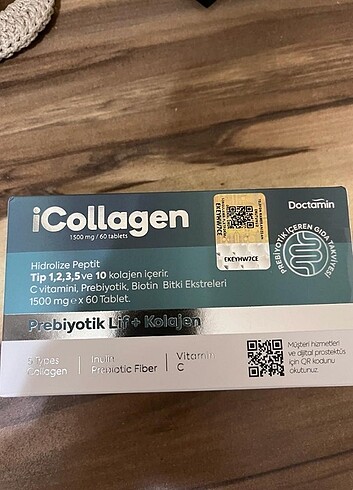 iCollagen
1500 mg / 60 tablets
Doctamin
EKEYHW7CE
PREBİYOTİK İÇEREN GIDA TAKVİYESİ
Hidrolize Peptit
Tip 1,2,3,5 ve 10 kolajen içerir.
C vitamini, Prebiyotik, Biotin Bitki Ekstreleri
1500 mg e x 60 Tablet.
Prebiyotik Lif + Kolajen
5 Types
Collagen
Inulin
Prebiotic Fiber
Vitamin
C
Müşteri hizmetleri
ve dijital prostektüs
için QR kodunu
okutunuz.